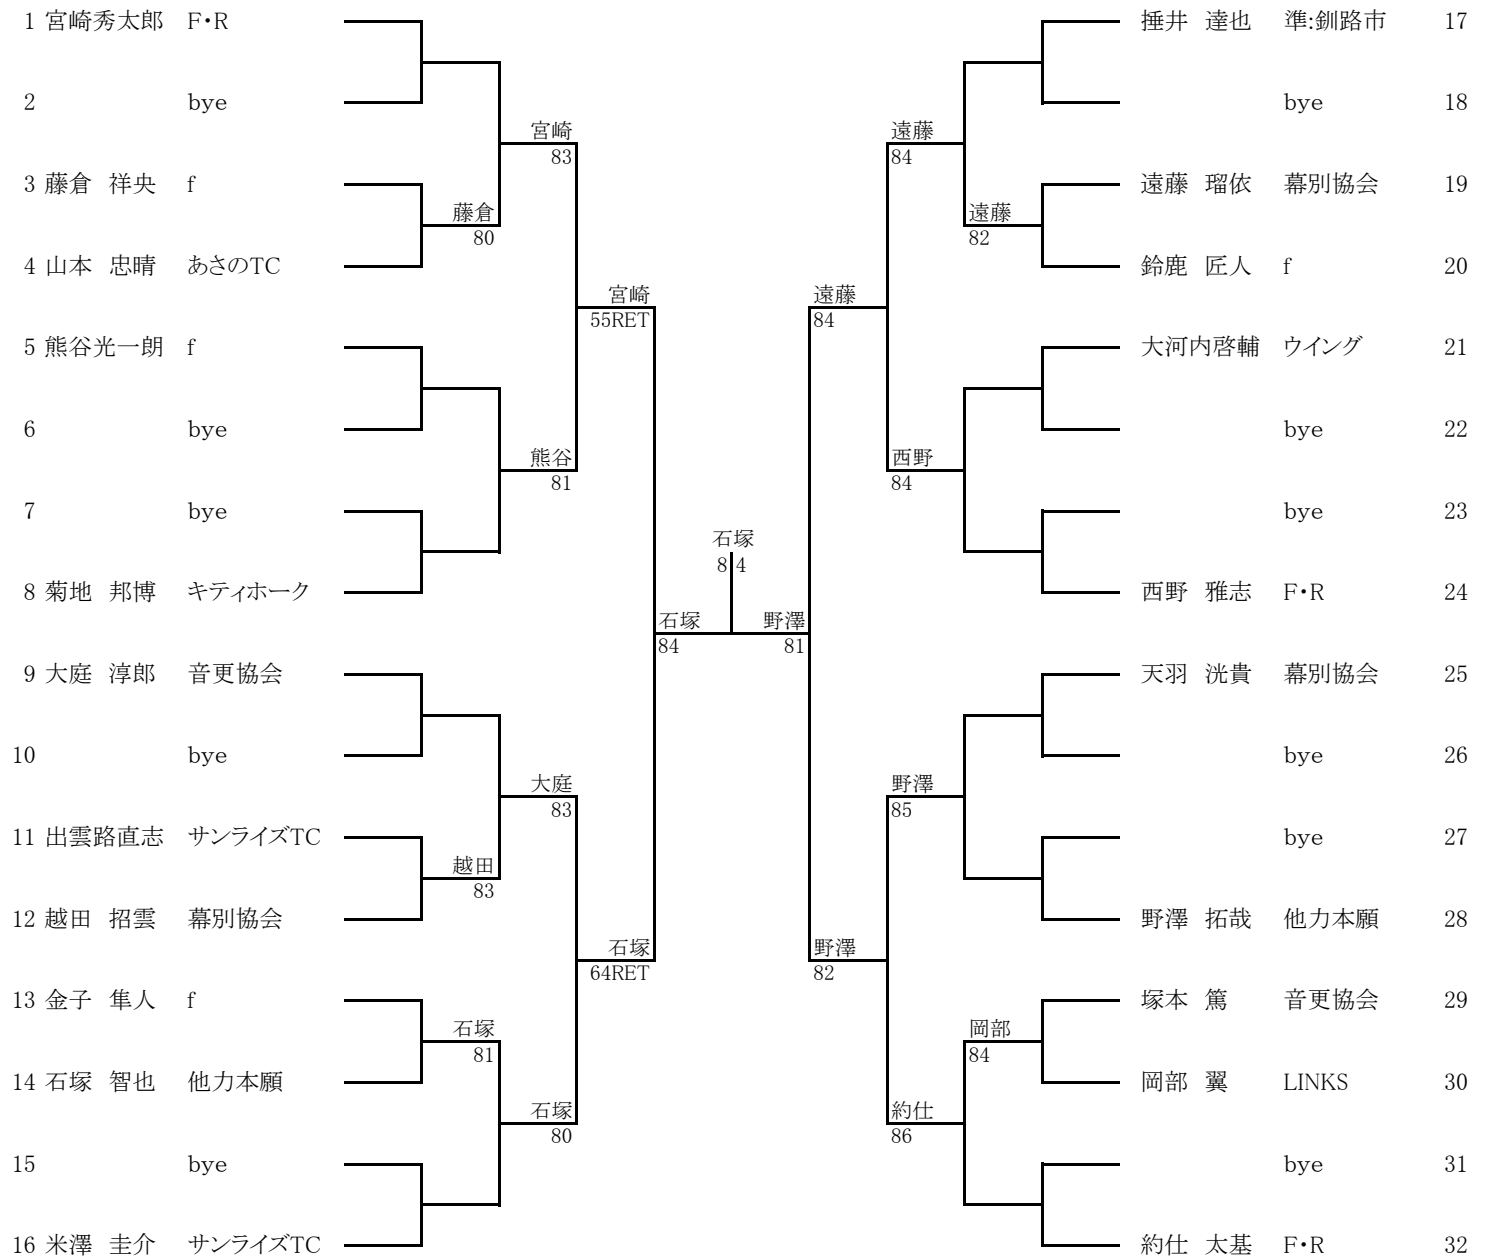 1 宮崎秀太郎 F・R
2 bye
3 藤倉 祥央 f
4 山本 忠晴 あさのTC
5 熊谷光一朗 f
6 bye
7 bye
8 菊地 邦博 キティホーク
9 大庭 淳郎 音更協会
10 bye
11 出雲路直志 サンライズTC
12 越田 招雲 幕別協会
13 金子 隼人 f
14 石塚 智也 他力本願
15 bye
16 米澤 圭介 サンライズTC
藤倉
80
越田
83
石塚
81
宮崎
83
熊谷
81
大庭
83
石塚
80
宮崎
55RET
石塚
64RET
石塚
84
石塚
8 4
野澤
81
遠藤
84
野澤
82
遠藤
84
西野
84
野澤
85
約仕
86
遠藤
82
岡部
84
捶井 達也 準:釧路市 17
bye 18
遠藤 瑠依 幕別協会 19
鈴鹿 匠人 f 20
大河内啓輔 ウイング 21
bye 22
bye 23
西野 雅志 F・R 24
天羽 洸貴 幕別協会 25
bye 26
bye 27
野澤 拓哉 他力本願 28
塚本 篤 音更協会 29
岡部 翼 LINKS 30
bye 31
約仕 太基 F・R 32